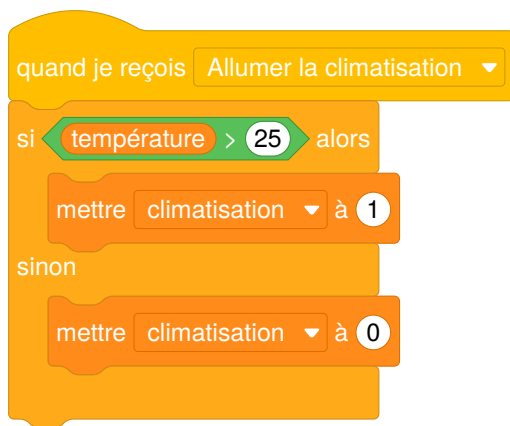 quand je reçois Allumer la climatisation
si température > 25 alors
mettre climatisation à 1
sinon
mettre climatisation à 0